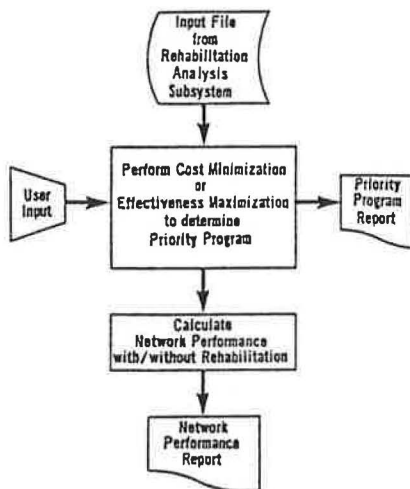 Input File
from
Rehabilitation
Analysis
Subsystem
User
Input
Perform Cost Minimization
or
Effectiveness Maximization
to determine
Priority Program
Priority
Program
Report
Calculate
Network Performance
with/without Rehabilitation
Network
Performance
Report